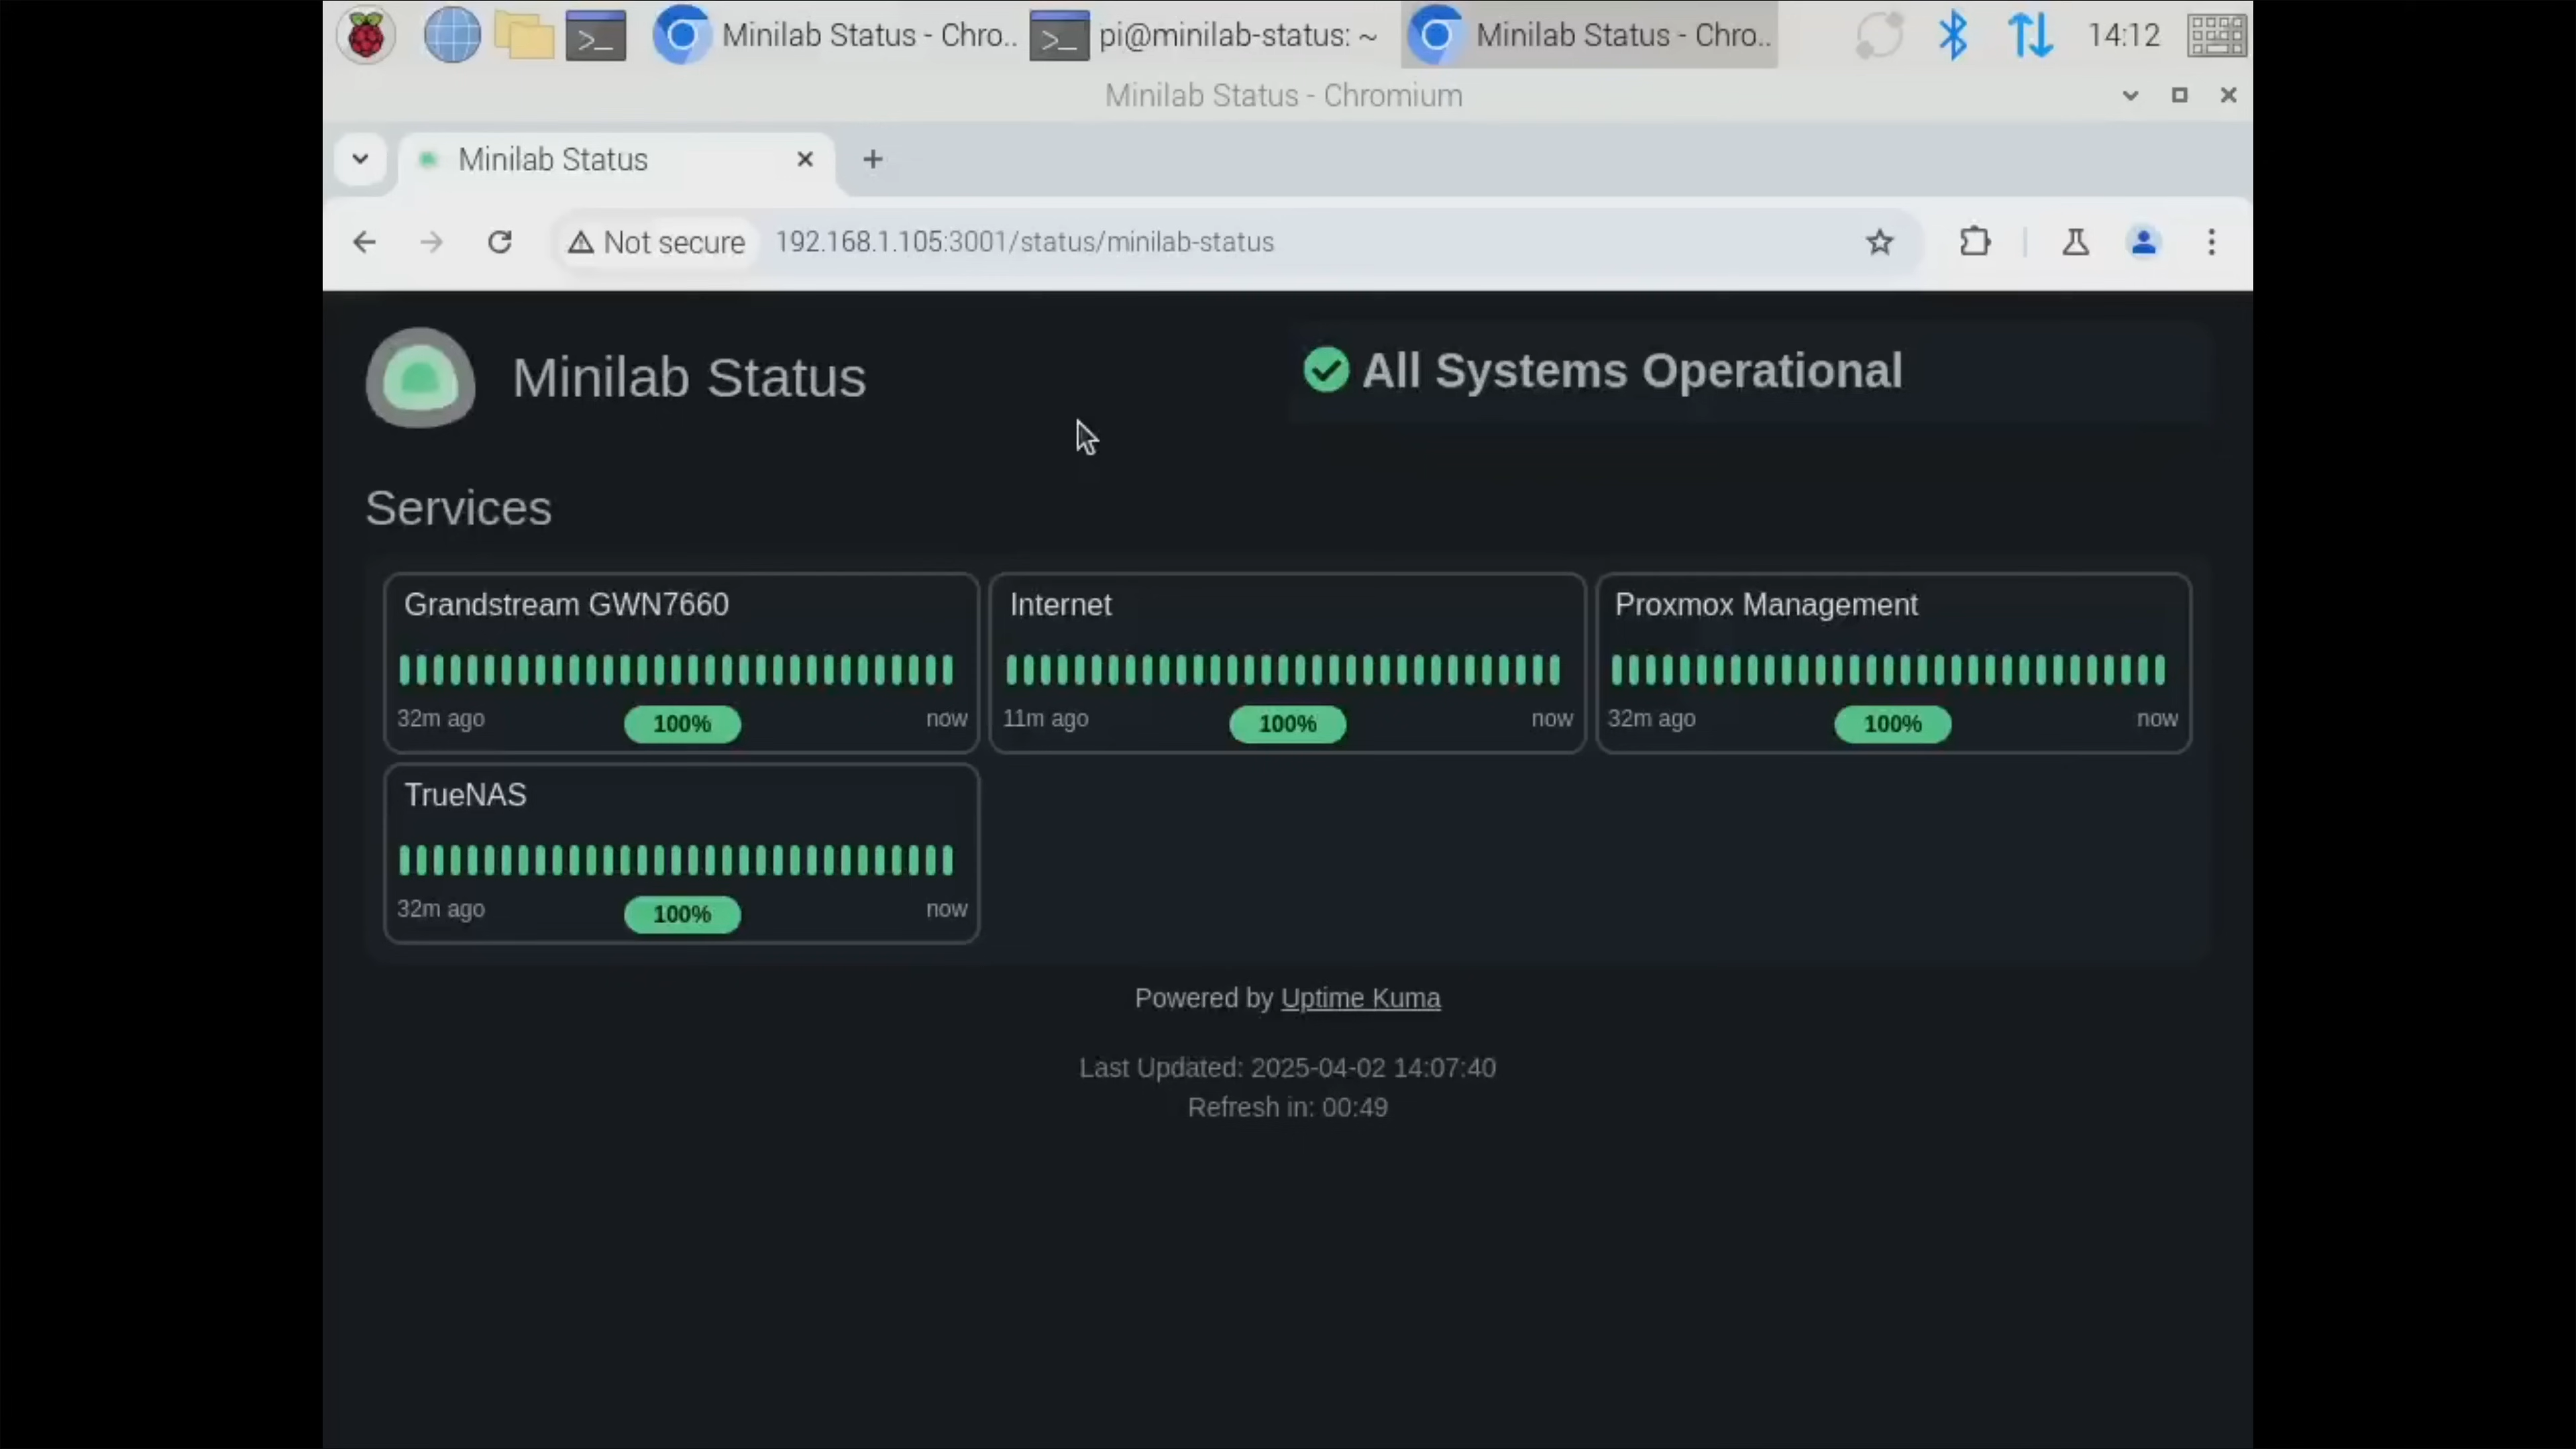 Minilab Status - Chro.. pi@minilab-status: ~ Minilab Status - Chro.. 14:12
Minilab Status - Chromium
Minilab Status
Not secure 192.168.1.105:3001/status/minilab-status
Minilab Status All Systems Operational
Services
Grandstream GWN7660 Internet Proxmox Management
32m ago 100% now 11m ago 100% now 32m ago 100% now
TrueNAS
32m ago 100% now
Powered by Uptime Kuma
Last Updated: 2025-04-02 14:07:40
Refresh in: 00:49